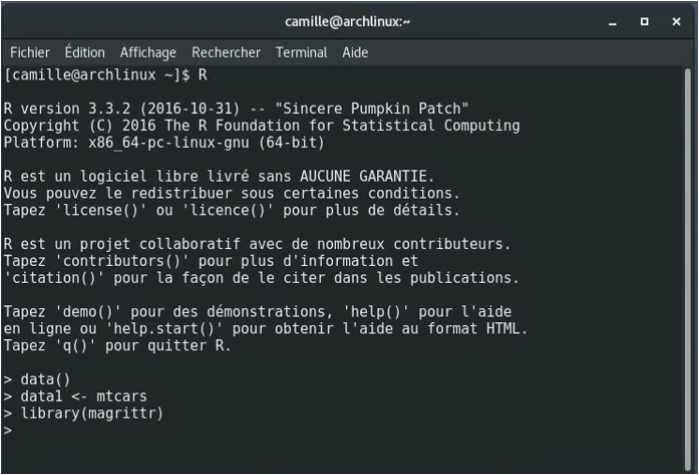 camille@archlinux:~
Fichier Édition Affichage Rechercher Terminal Aide
[camille@archlinux ~]$ R
R version 3.3.2 (2016-10-31) -- "Sincere Pumpkin Patch"
Copyright (C) 2016 The R Foundation for Statistical Computing
Platform: x86_64-pc-linux-gnu (64-bit)
R est un logiciel libre livré sans AUCUNE GARANTIE.
Vous pouvez le redistribuer sous certaines conditions.
Tapez 'license()' ou 'licence()' pour plus de détails.
R est un projet collaboratif avec de nombreux contributeurs.
Tapez 'contributors()' pour plus d'information et
'citation()' pour la façon de le citer dans les publications.
Tapez 'demo()' pour des démonstrations, 'help()' pour l'aide
en ligne ou 'help.start()' pour obtenir l'aide au format HTML.
Tapez 'q()' pour quitter R.
> data()
> data1 <- mtcars
> library(magrittr)
>